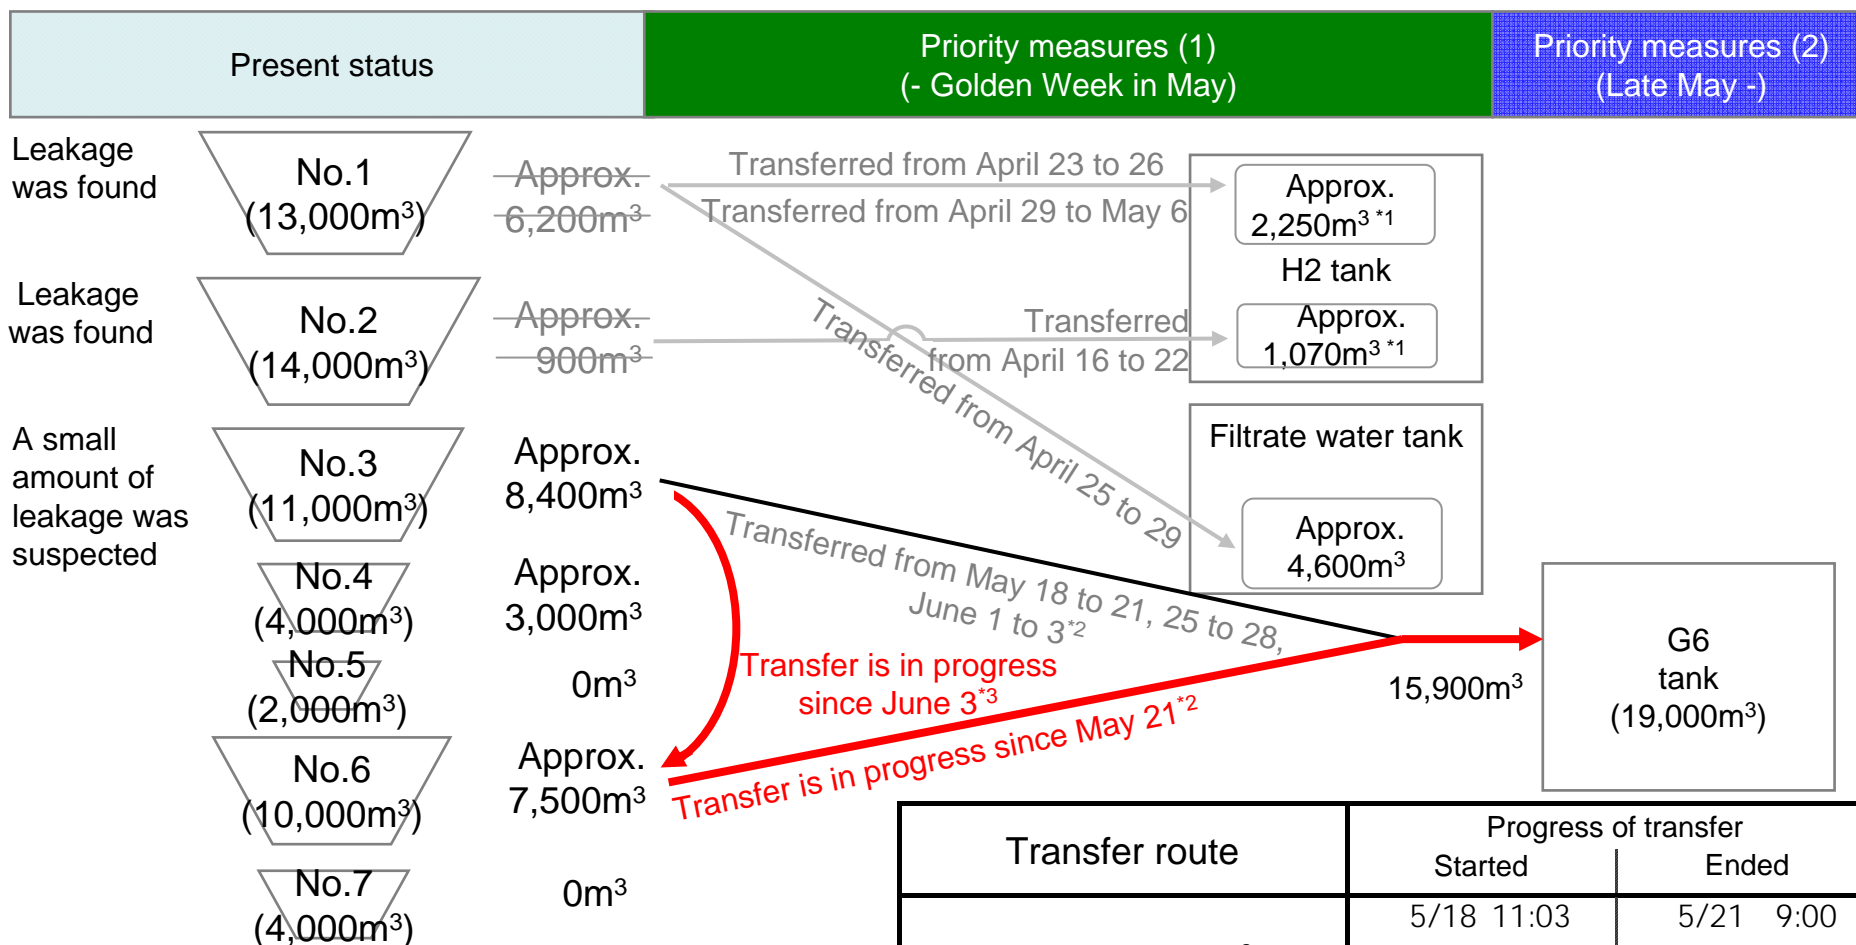 Present status
Priority measures (1)
(- Golden Week in May)
Priority measures (2)
(Late May -)
Leakage
was found
No.1
(13,000m³)
Approx.
6,200m³
Transferred from April 23 to 26
Transferred from April 29 to May 6
Approx.
2,250m³ *1
H2 tank
Leakage
was found
No.2
(14,000m³)
Approx.
900m³
Transferred
from April 16 to 22
Approx.
1,070m³ *1
Transferred from April 25 to 29
Filtrate water tank
Approx.
4,600m³
A small
amount of
leakage was
suspected
No.3
(11,000m³)
Approx.
8,400m³
Transferred from May 18 to 21, 25 to 28,
June 1 to 3*2
No.4
(4,000m³)
Approx.
3,000m³
No.5
(2,000m³)
0m³
Transfer is in progress
since June 3*3
Transfer is in progress since May 21*2
15,900m³
G6
tank
(19,000m³)
No.6
(10,000m³)
Approx.
7,500m³
No.7
(4,000m³)
0m³
Transfer route
Progress of transfer
Started
Ended
5/18 11:03
5/21 9:00